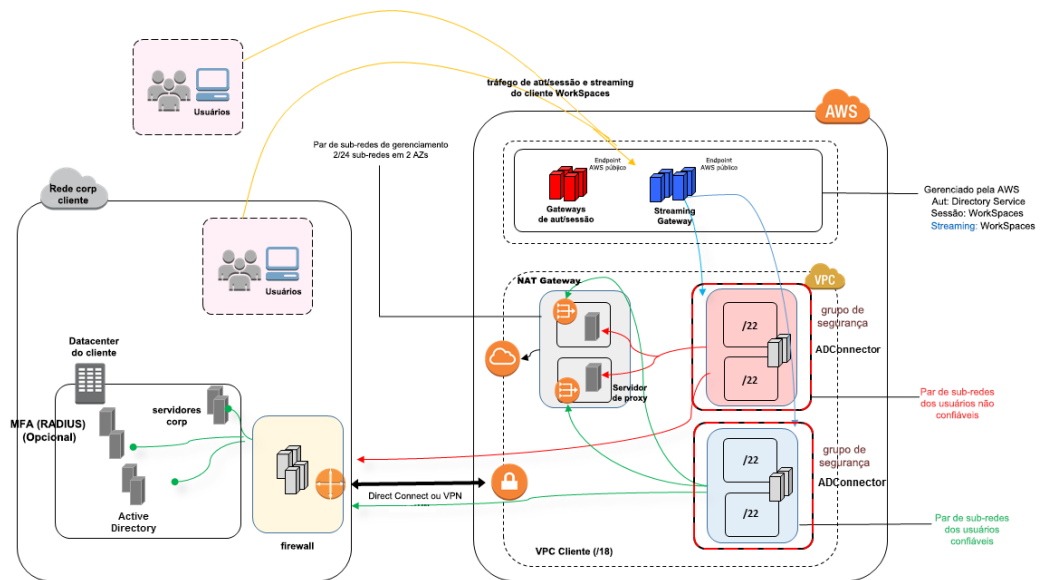 Usuários
tráfego de aut/sessão e streaming
do cliente WorkSpaces
AWS
Par de sub-redes de gerenciamento
2/24 sub-redes em 2 AZs
Endpoint
AWS público
Endpoint
AWS público
Gateways
de aut/sessão
Streaming
Gateway
Gerenciado pela AWS
Aut: Directory Service
Sessão: WorkSpaces
Streaming: WorkSpaces
Rede corp
cliente
Usuários
NAT Gateway
VPC
/22
/22
grupo de
segurança
ADConnector
Servidor
de proxy
Par de sub-redes
dos usuários não
confiáveis
Datacenter
do cliente
servidores
corp
MFA (RADIUS)
(Opcional)
Active
Directory
firewall
Direct Connect ou VPN
/22
/22
grupo de
segurança
ADConnector
Par de sub-redes
dos usuários
confiáveis
VPC Cliente (/18)